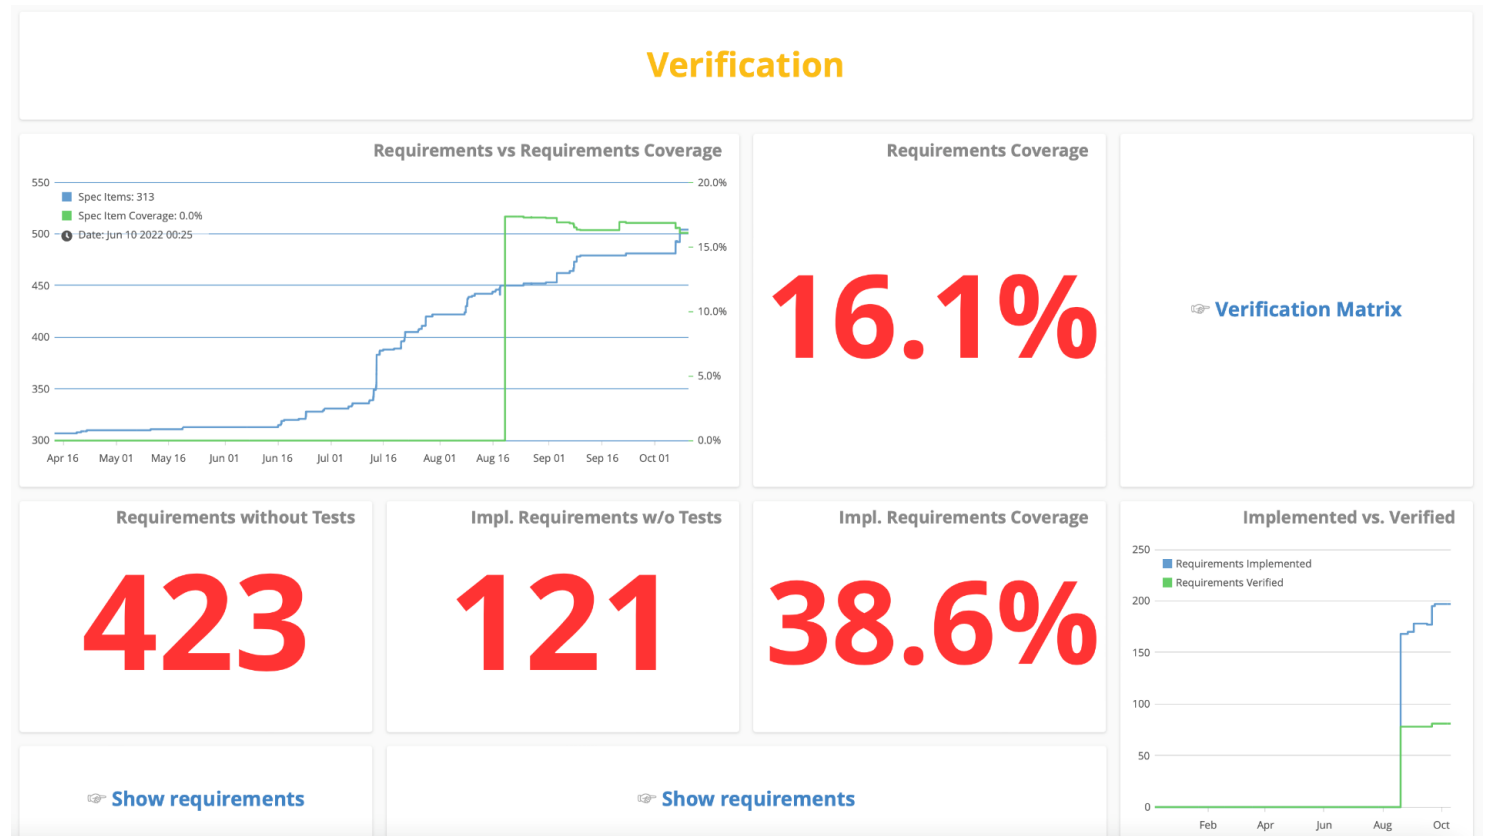 Verification
Requirements vs Requirements Coverage
550
Spec Items: 313
Spec Item Coverage: 0.0%
Date: Jun 10 2022 00:25
500
450
400
350
300
20.0%
15.0%
10.0%
5.0%
0.0%
Apr 16 May 01 May 16 Jun 01 Jun 16 Jul 01 Jul 16 Aug 01 Aug 16 Sep 01 Sep 16 Oct 01
Requirements Coverage
16.1%
☞ Verification Matrix
Requirements without Tests
423
Impl. Requirements w/o Tests
121
Impl. Requirements Coverage
38.6%
Implemented vs. Verified
250
Requirements Implemented
Requirements Verified
200
150
100
50
0
Feb Apr Jun Aug Oct
☞ Show requirements
☞ Show requirements